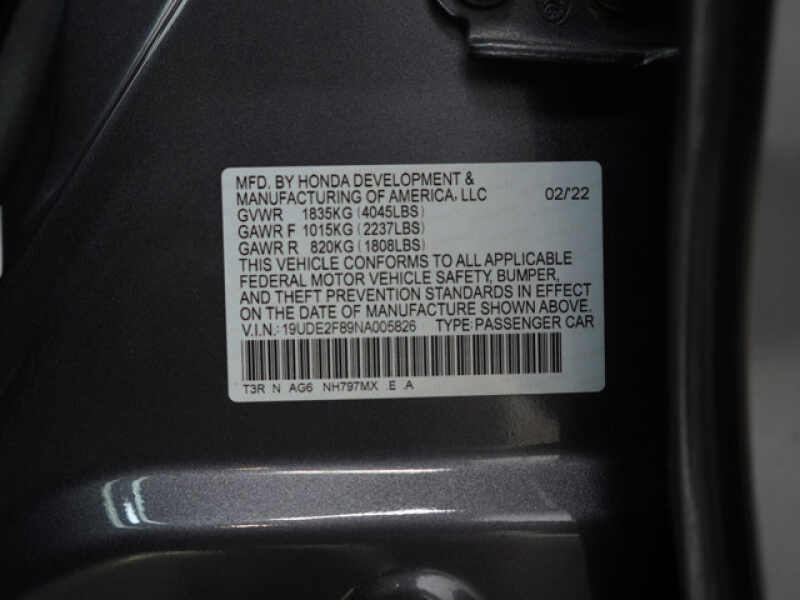 MFD. BY HONDA DEVELOPMENT &
MANUFACTURING OF AMERICA, LLC 02/'22
GVWR 1835KG (4045LBS)
GAWR F 1015KG (2237LBS)
GAWR R 820KG (1808LBS)
THIS VEHICLE CONFORMS TO ALL APPLICABLE
FEDERAL MOTOR VEHICLE SAFETY, BUMPER,
AND THEFT PREVENTION STANDARDS IN EFFECT
ON THE DATE OF MANUFACTURE SHOWN ABOVE.
V.I.N.: 19UDE2F89NA005826 TYPE: PASSENGER CAR
T3R N AG6 NH797MX .E .A